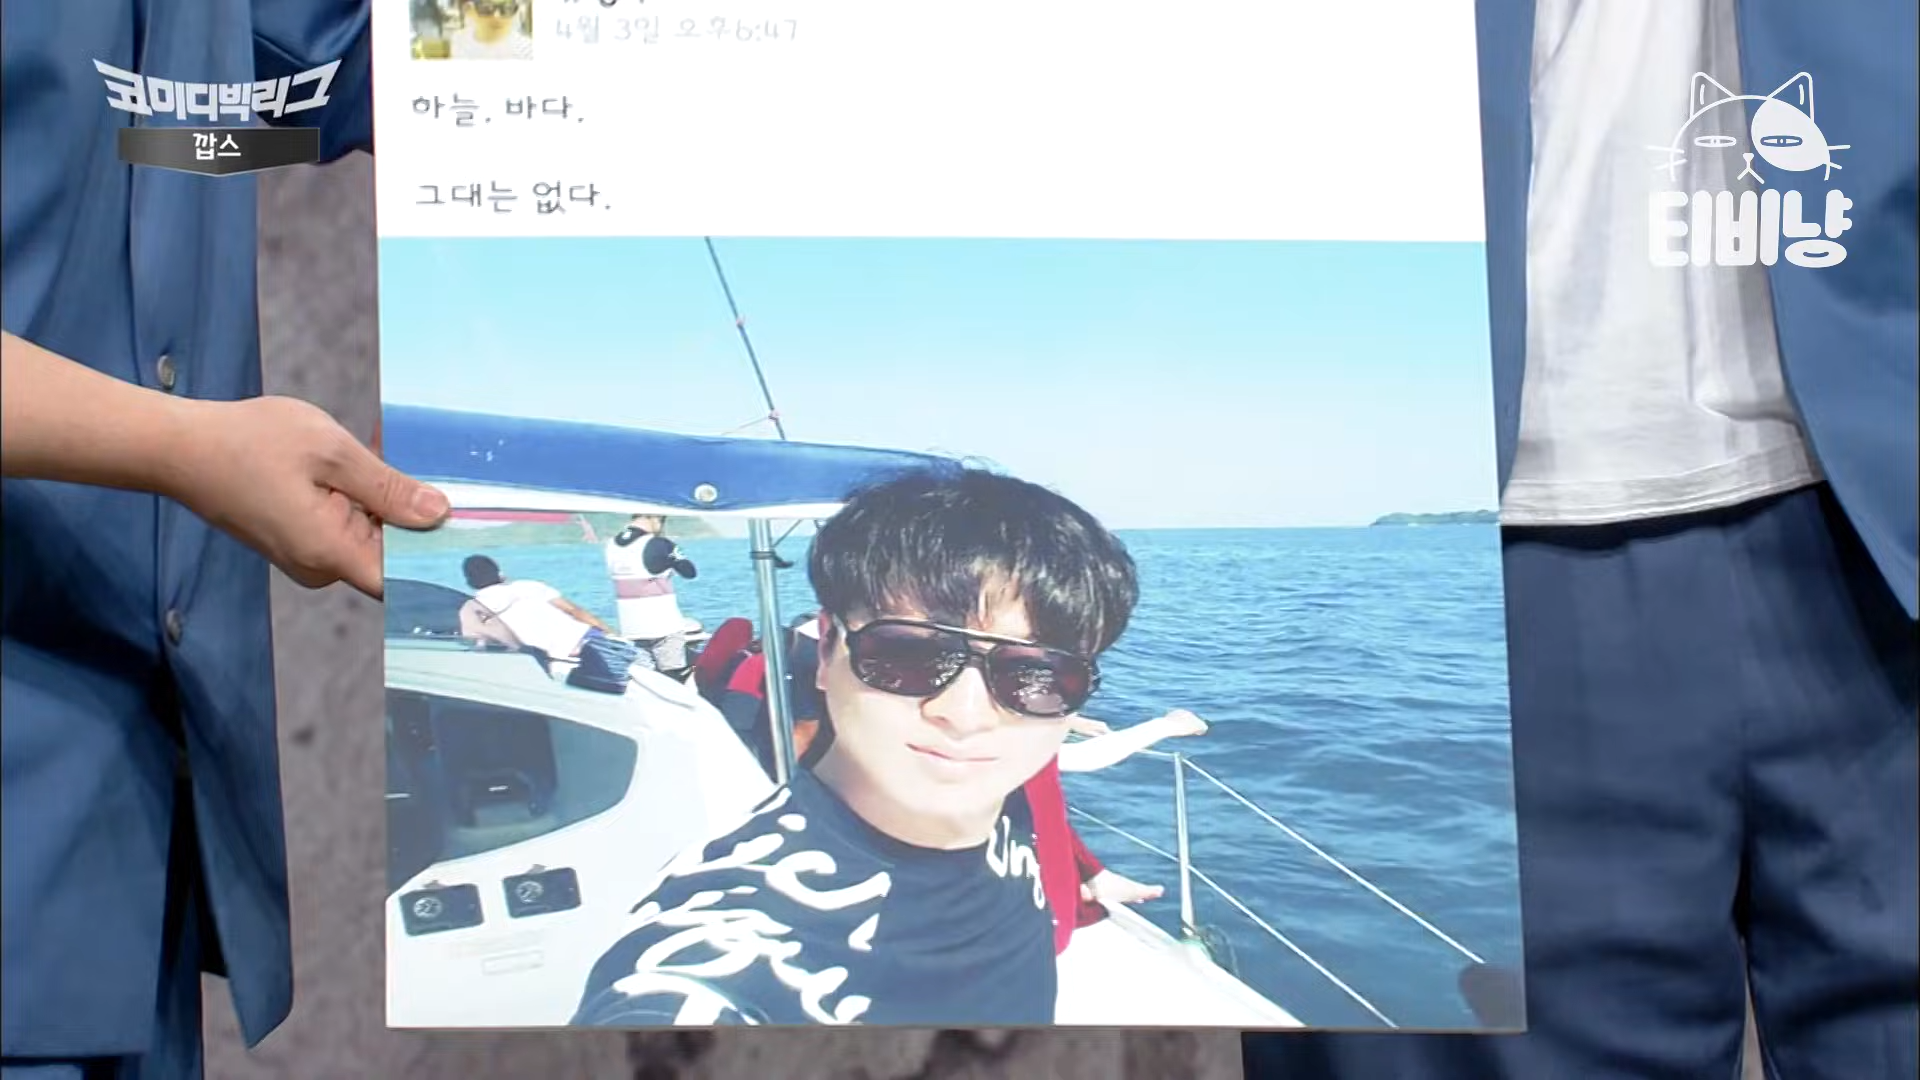 코미디빅리그
깝스
티비냥
4월 3일 오후6:47
하늘. 바다.
그대는 없다.